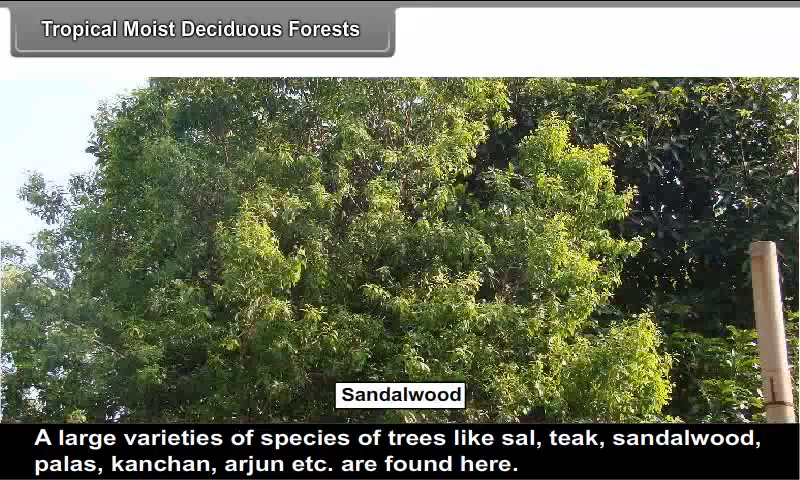 Tropical Moist Deciduous Forests
Sandalwood
A large varieties of species of trees like sal, teak, sandalwood,
palas, kanchan, arjun etc. are found here.